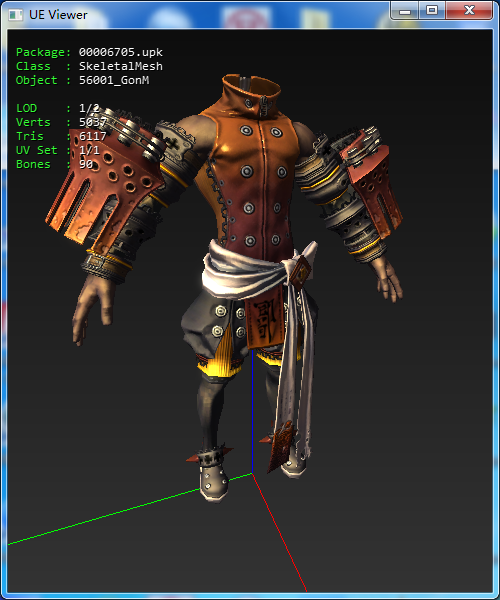 UE Viewer
Package: 00006705.upk
Class : SkeletalMesh
Object : 56001_GonM
LOD : 1/2
Verts : 5037
Tris : 6117
UV Set : 1/1
Bones : 90